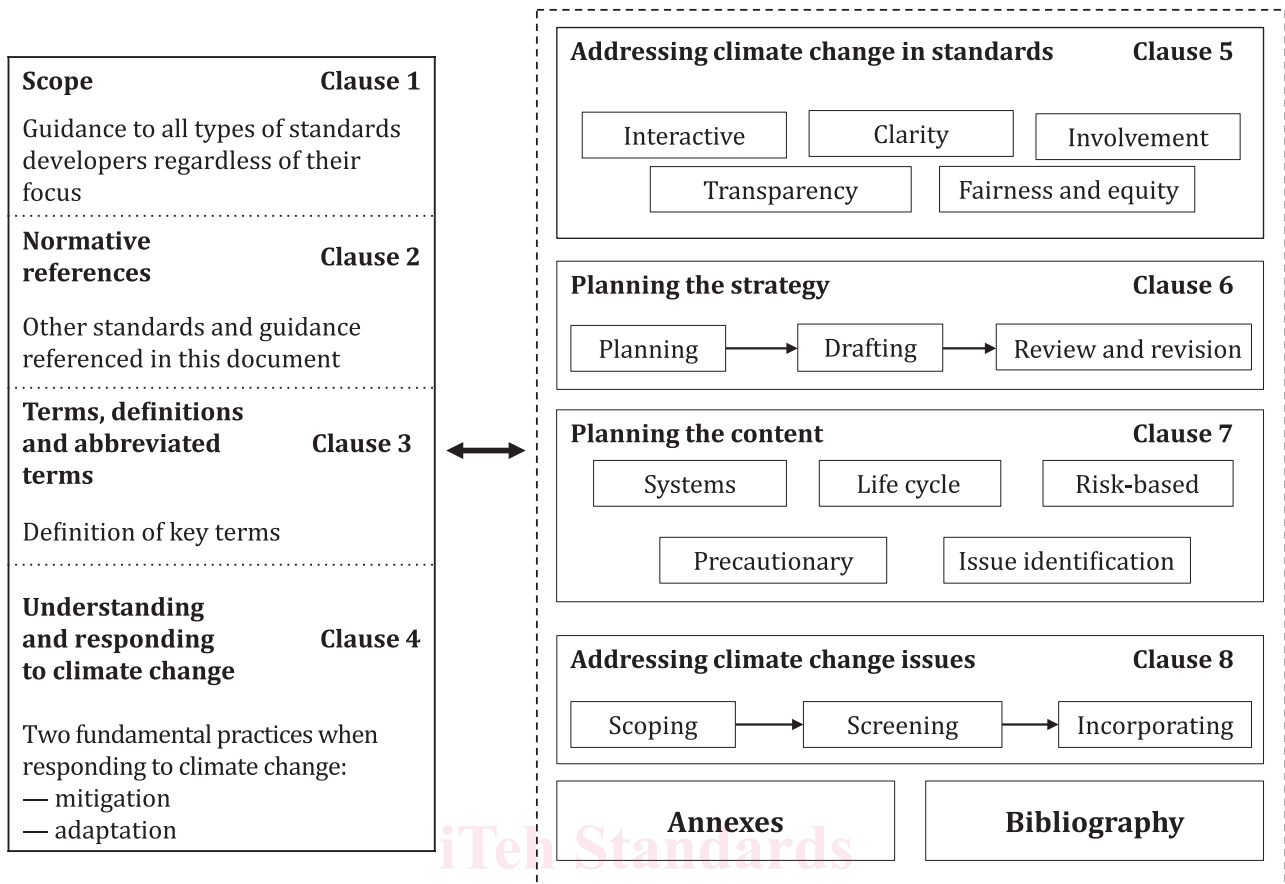 Scope Clause 1
Guidance to all types of standards
developers regardless of their
focus
Normative
references Clause 2
Other standards and guidance
referenced in this document
Terms, definitions
and abbreviated Clause 3
terms
Definition of key terms
Understanding
and responding Clause 4
to climate change
Two fundamental practices when
responding to climate change:
— mitigation
— adaptation
Addressing climate change in standards Clause 5
Interactive Clarity Involvement
Transparency Fairness and equity
Planning the strategy Clause 6
Planning Drafting Review and revision
Planning the content Clause 7
Systems Life cycle Risk-based
Precautionary Issue identification
Addressing climate change issues Clause 8
Scoping Screening Incorporating
Annexes Bibliography
iTeh Standards